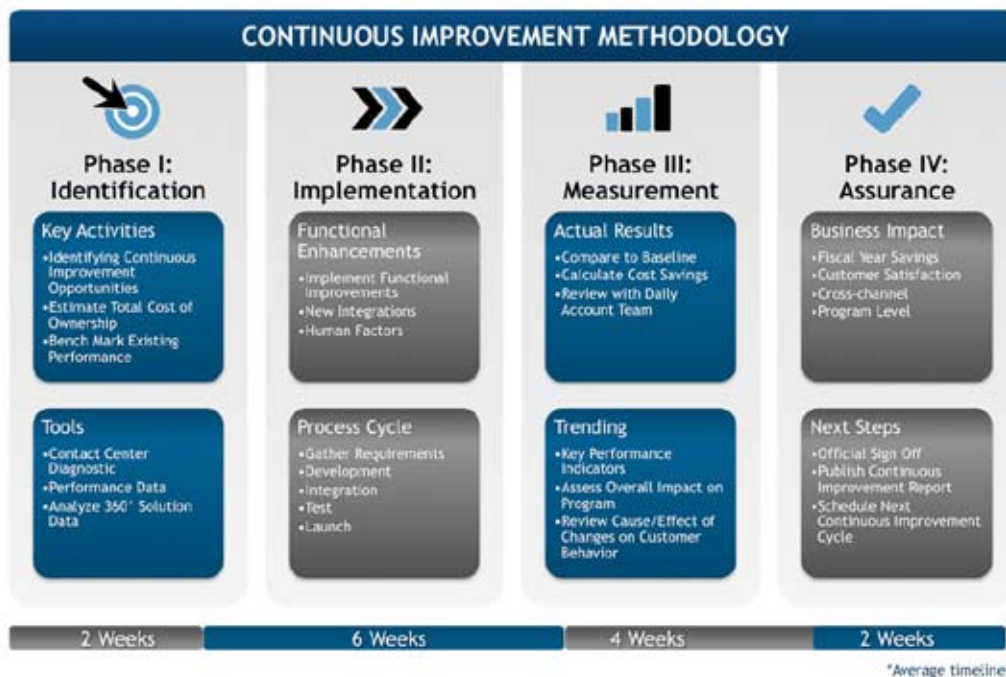 CONTINUOUS IMPROVEMENT METHODOLOGY
Phase I:
Identification
Key Activities
•Identifying Continuous
Improvement
Opportunities
•Estimate Total Cost of
Ownership
•Bench Mark Existing
Performance
Tools
•Contact Center
Diagnostic
•Performance Data
•Analyze 360° Solution
Data
Phase II:
Implementation
Functional
Enhancements
•Implement Functional
Improvements
•New Integrations
•Human Factors
Process Cycle
•Gather Requirements
•Development
•Integration
•Test
•Launch
Phase III:
Measurement
Actual Results
•Compare to Baseline
•Calculate Cost Savings
•Review with Daily
Account Team
Trending
•Key Performance
Indicators
•Assess Overall Impact on
Program
•Review Cause/Effect of
Changes on Customer
Behavior
Phase IV:
Assurance
Business Impact
•Fiscal Year Savings
•Customer Satisfaction
•Cross-channel
•Program Level
Next Steps
•Official Sign Off
•Publish Continuous
Improvement Report
•Schedule Next
Continuous Improvement
Cycle
2 Weeks
6 Weeks
4 Weeks
2 Weeks
*Average timeline